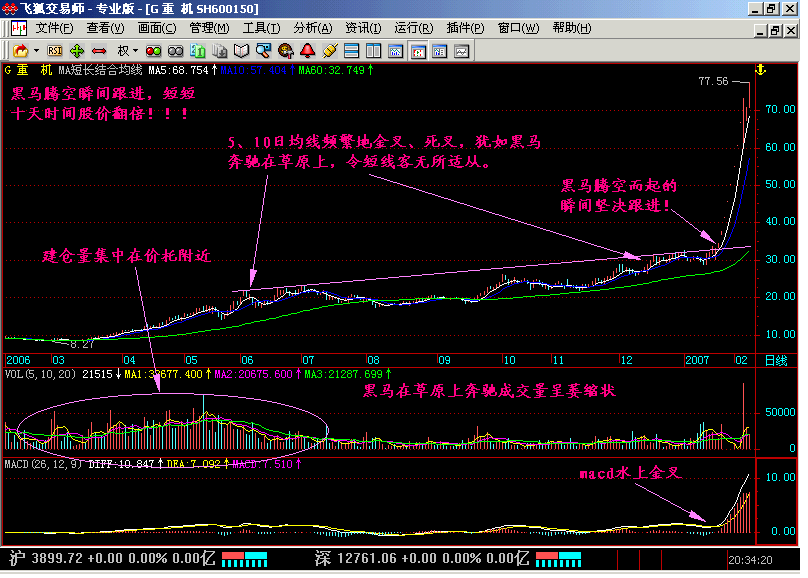 飞狐交易师 - 专业版 - [G 重  机 SH600150]
文件(F) 查看(V) 画面(C) 管理(M) 工具(T) 分析(A) 资讯(I) 运行(R) 插件(P) 窗口(W) 帮助(H)
RSI 权
G 重  机 MA短长结合均线 MA5:68.754↑ MA10:57.404↑ MA60:32.749↑
黑马腾空瞬间跟进，短短
十天时间股价翻倍！！！
77.56
70.00
5、10日均线频繁地金叉、死叉，犹如黑马
奔驰在草原上，令短线客无所适从。
60.00
50.00
黑马腾空而起的
瞬间坚决跟进！
40.00
建仓量集中在价托附近
30.00
20.00
10.00
8.27
2006 03 04 05 06 07 08 09 10 11 12 2007 02 日线
VOL(5,10,20) 21515↓ MA1:33677.400↑ MA2:20675.600↑ MA3:21287.699↑
黑马在草原上奔驰成交量呈萎缩状
50000
0
MACD(26,12,9) DIFF:10.847↑ DEA:7.092↑ MACD:7.510↑
macd水上金叉
10.00
0.00
沪 3899.72 +0.00 0.00% 0.00亿 深 12761.06 +0.00 0.00% 0.00亿 20:34:20